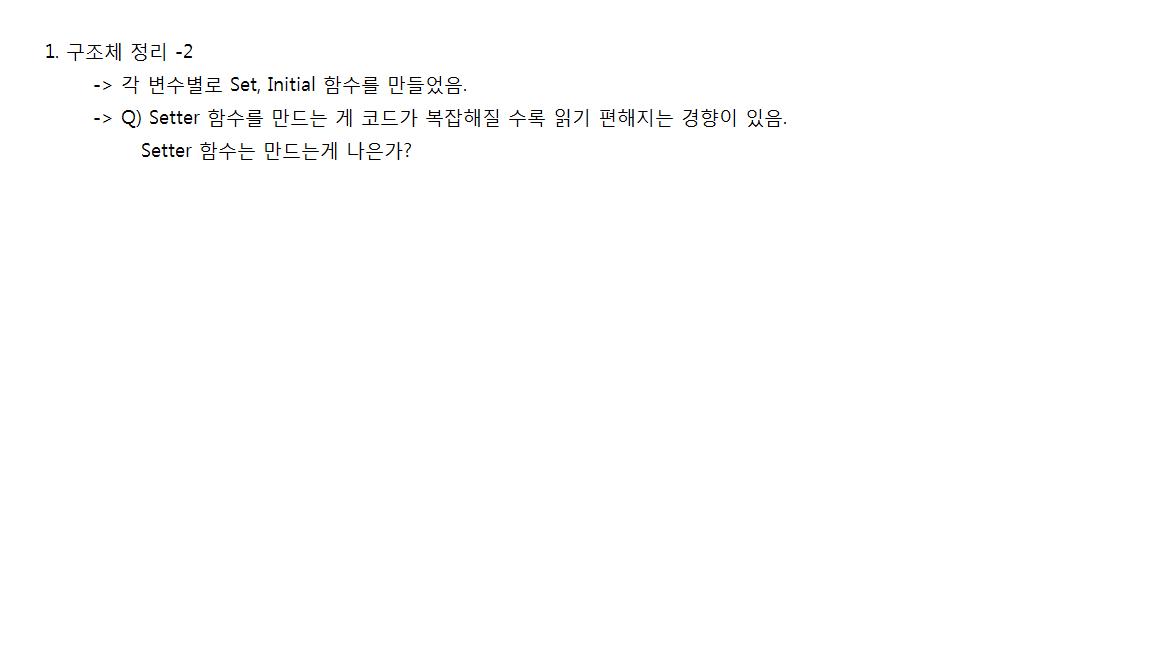 1. 구조체 정리 -2
-> 각 변수별로 Set, Initial 함수를 만들었음.
-> Q) Setter 함수를 만드는 게 코드가 복잡해질 수록 읽기 편해지는 경향이 있음.
Setter 함수는 만드는게 나은가?